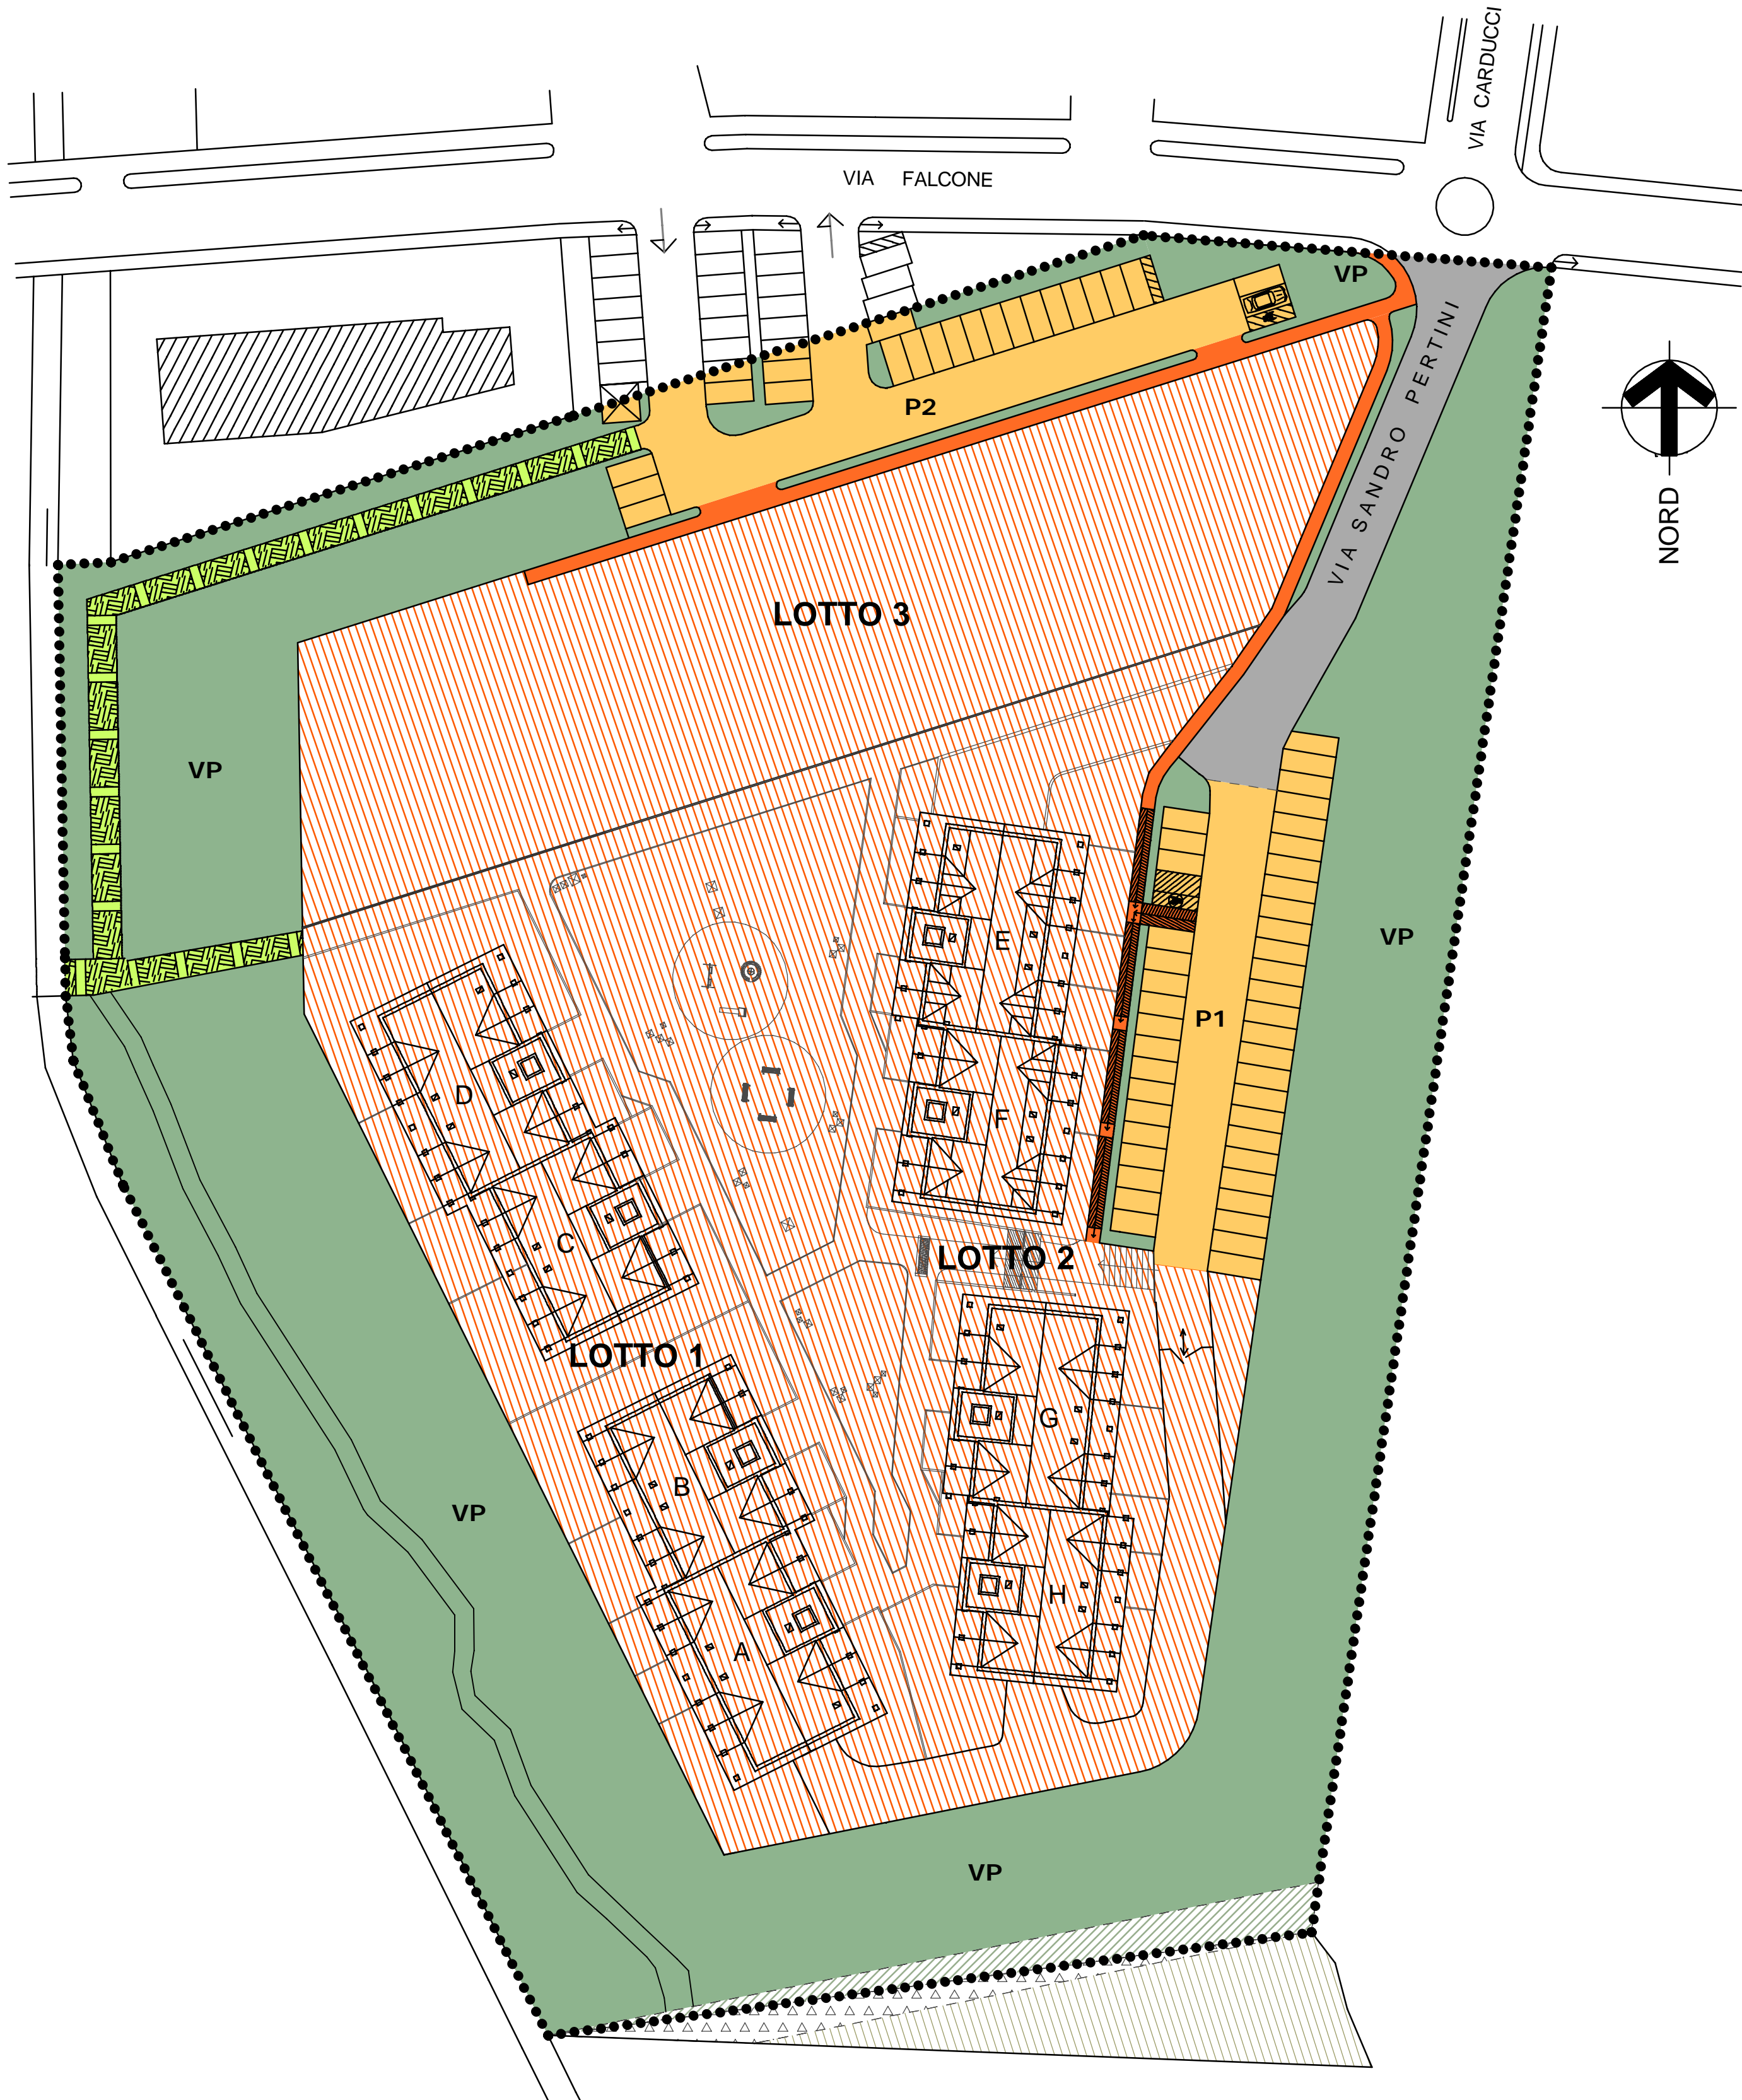 VIA CARDUCCI
VIA FALCONE
VP
VIA SANDRO PERTINI
P2
NORD
LOTTO 3
VP
VP
E
P1
D
F
C
LOTTO 2
LOTTO 1
G
B
VP
H
A
VP